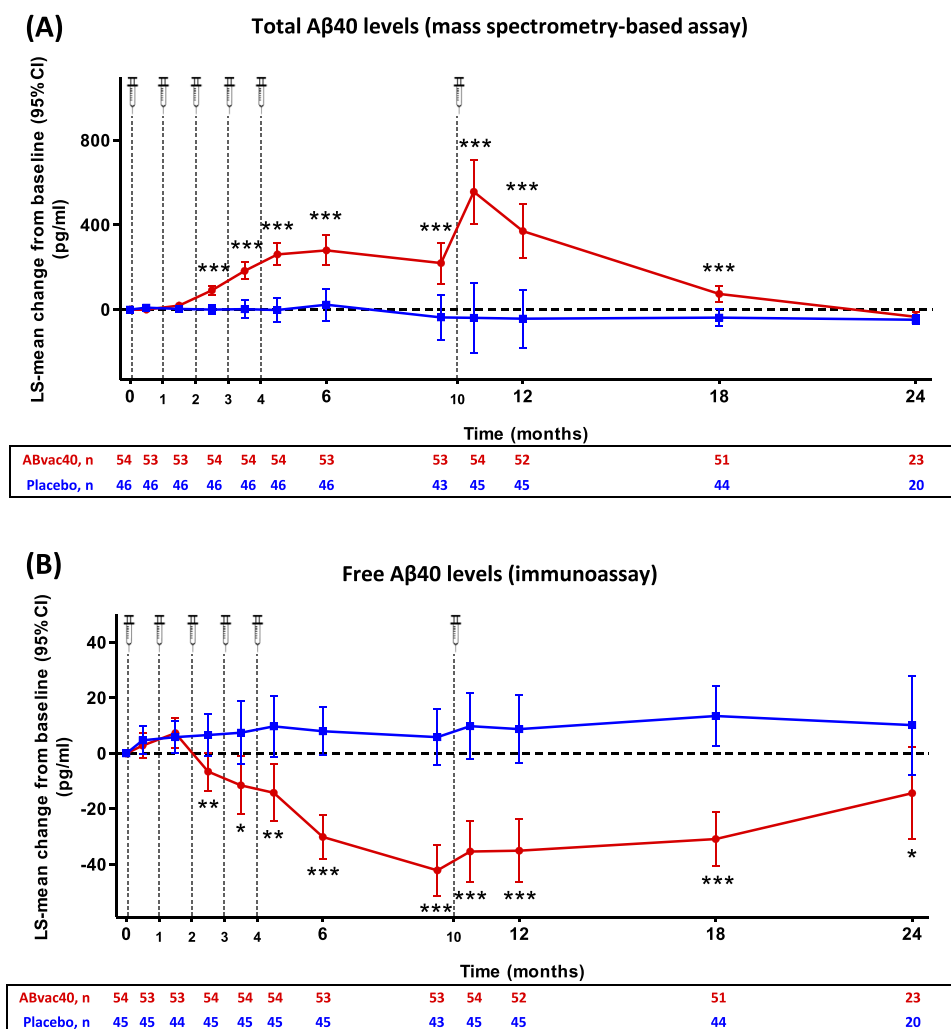 (A)
Total Aβ40 levels (mass spectrometry-based assay)
LS-mean change from baseline (95%CI)
(pg/ml)
800
400
0
*** *** *** *** *** *** *** ***
0 1 2 3 4 6 10 12 18 24
Time (months)
ABvac40, n 54 53 53 54 54 54 53 53 54 52 51 23
Placebo, n 46 46 46 46 46 46 46 43 45 45 44 20
(B)
Free Aβ40 levels (immunoassay)
LS-mean change from baseline (95%CI)
(pg/ml)
40
20
0
-20
-40
** * ** *** *** *** *** *** *
0 1 2 3 4 6 10 12 18 24
Time (months)
ABvac40, n 54 53 53 54 54 54 53 53 54 52 51 23
Placebo, n 45 45 44 45 45 45 45 43 45 45 44 20